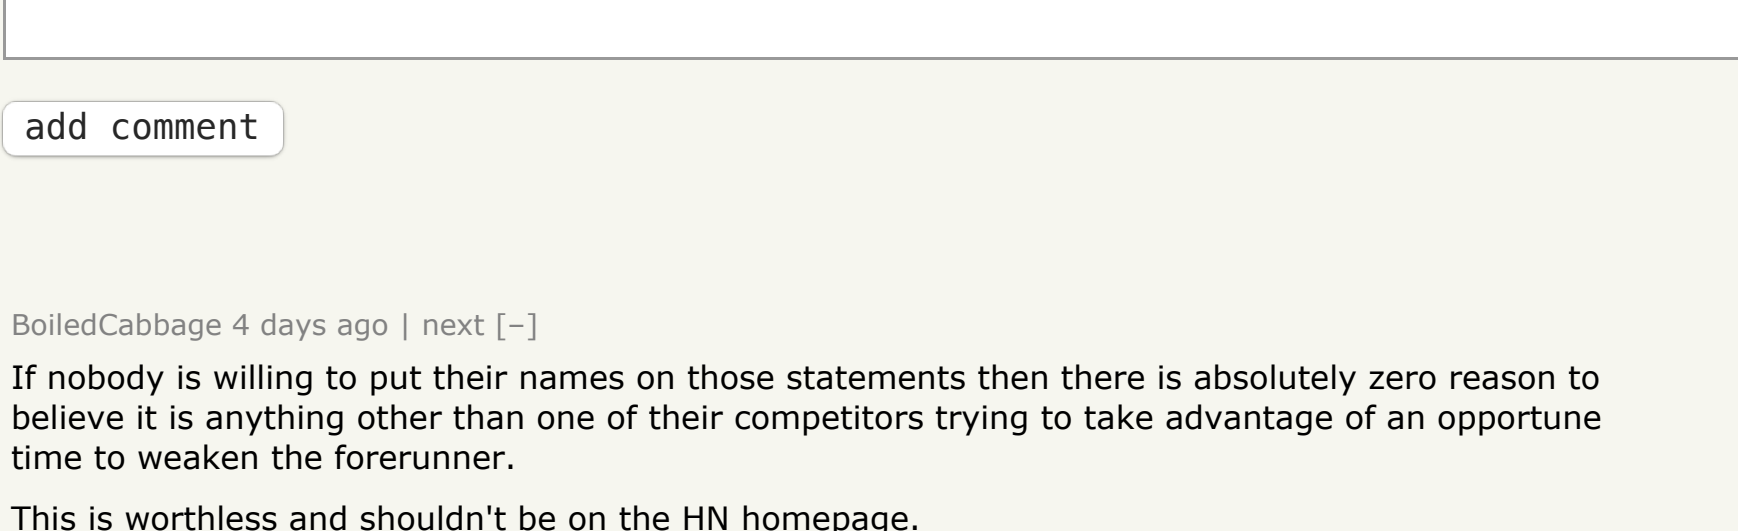 add comment
BoiledCabbage 4 days ago | next [–]
If nobody is willing to put their names on those statements then there is absolutely zero reason to
believe it is anything other than one of their competitors trying to take advantage of an opportune
time to weaken the forerunner.
This is worthless and shouldn't be on the HN homepage.